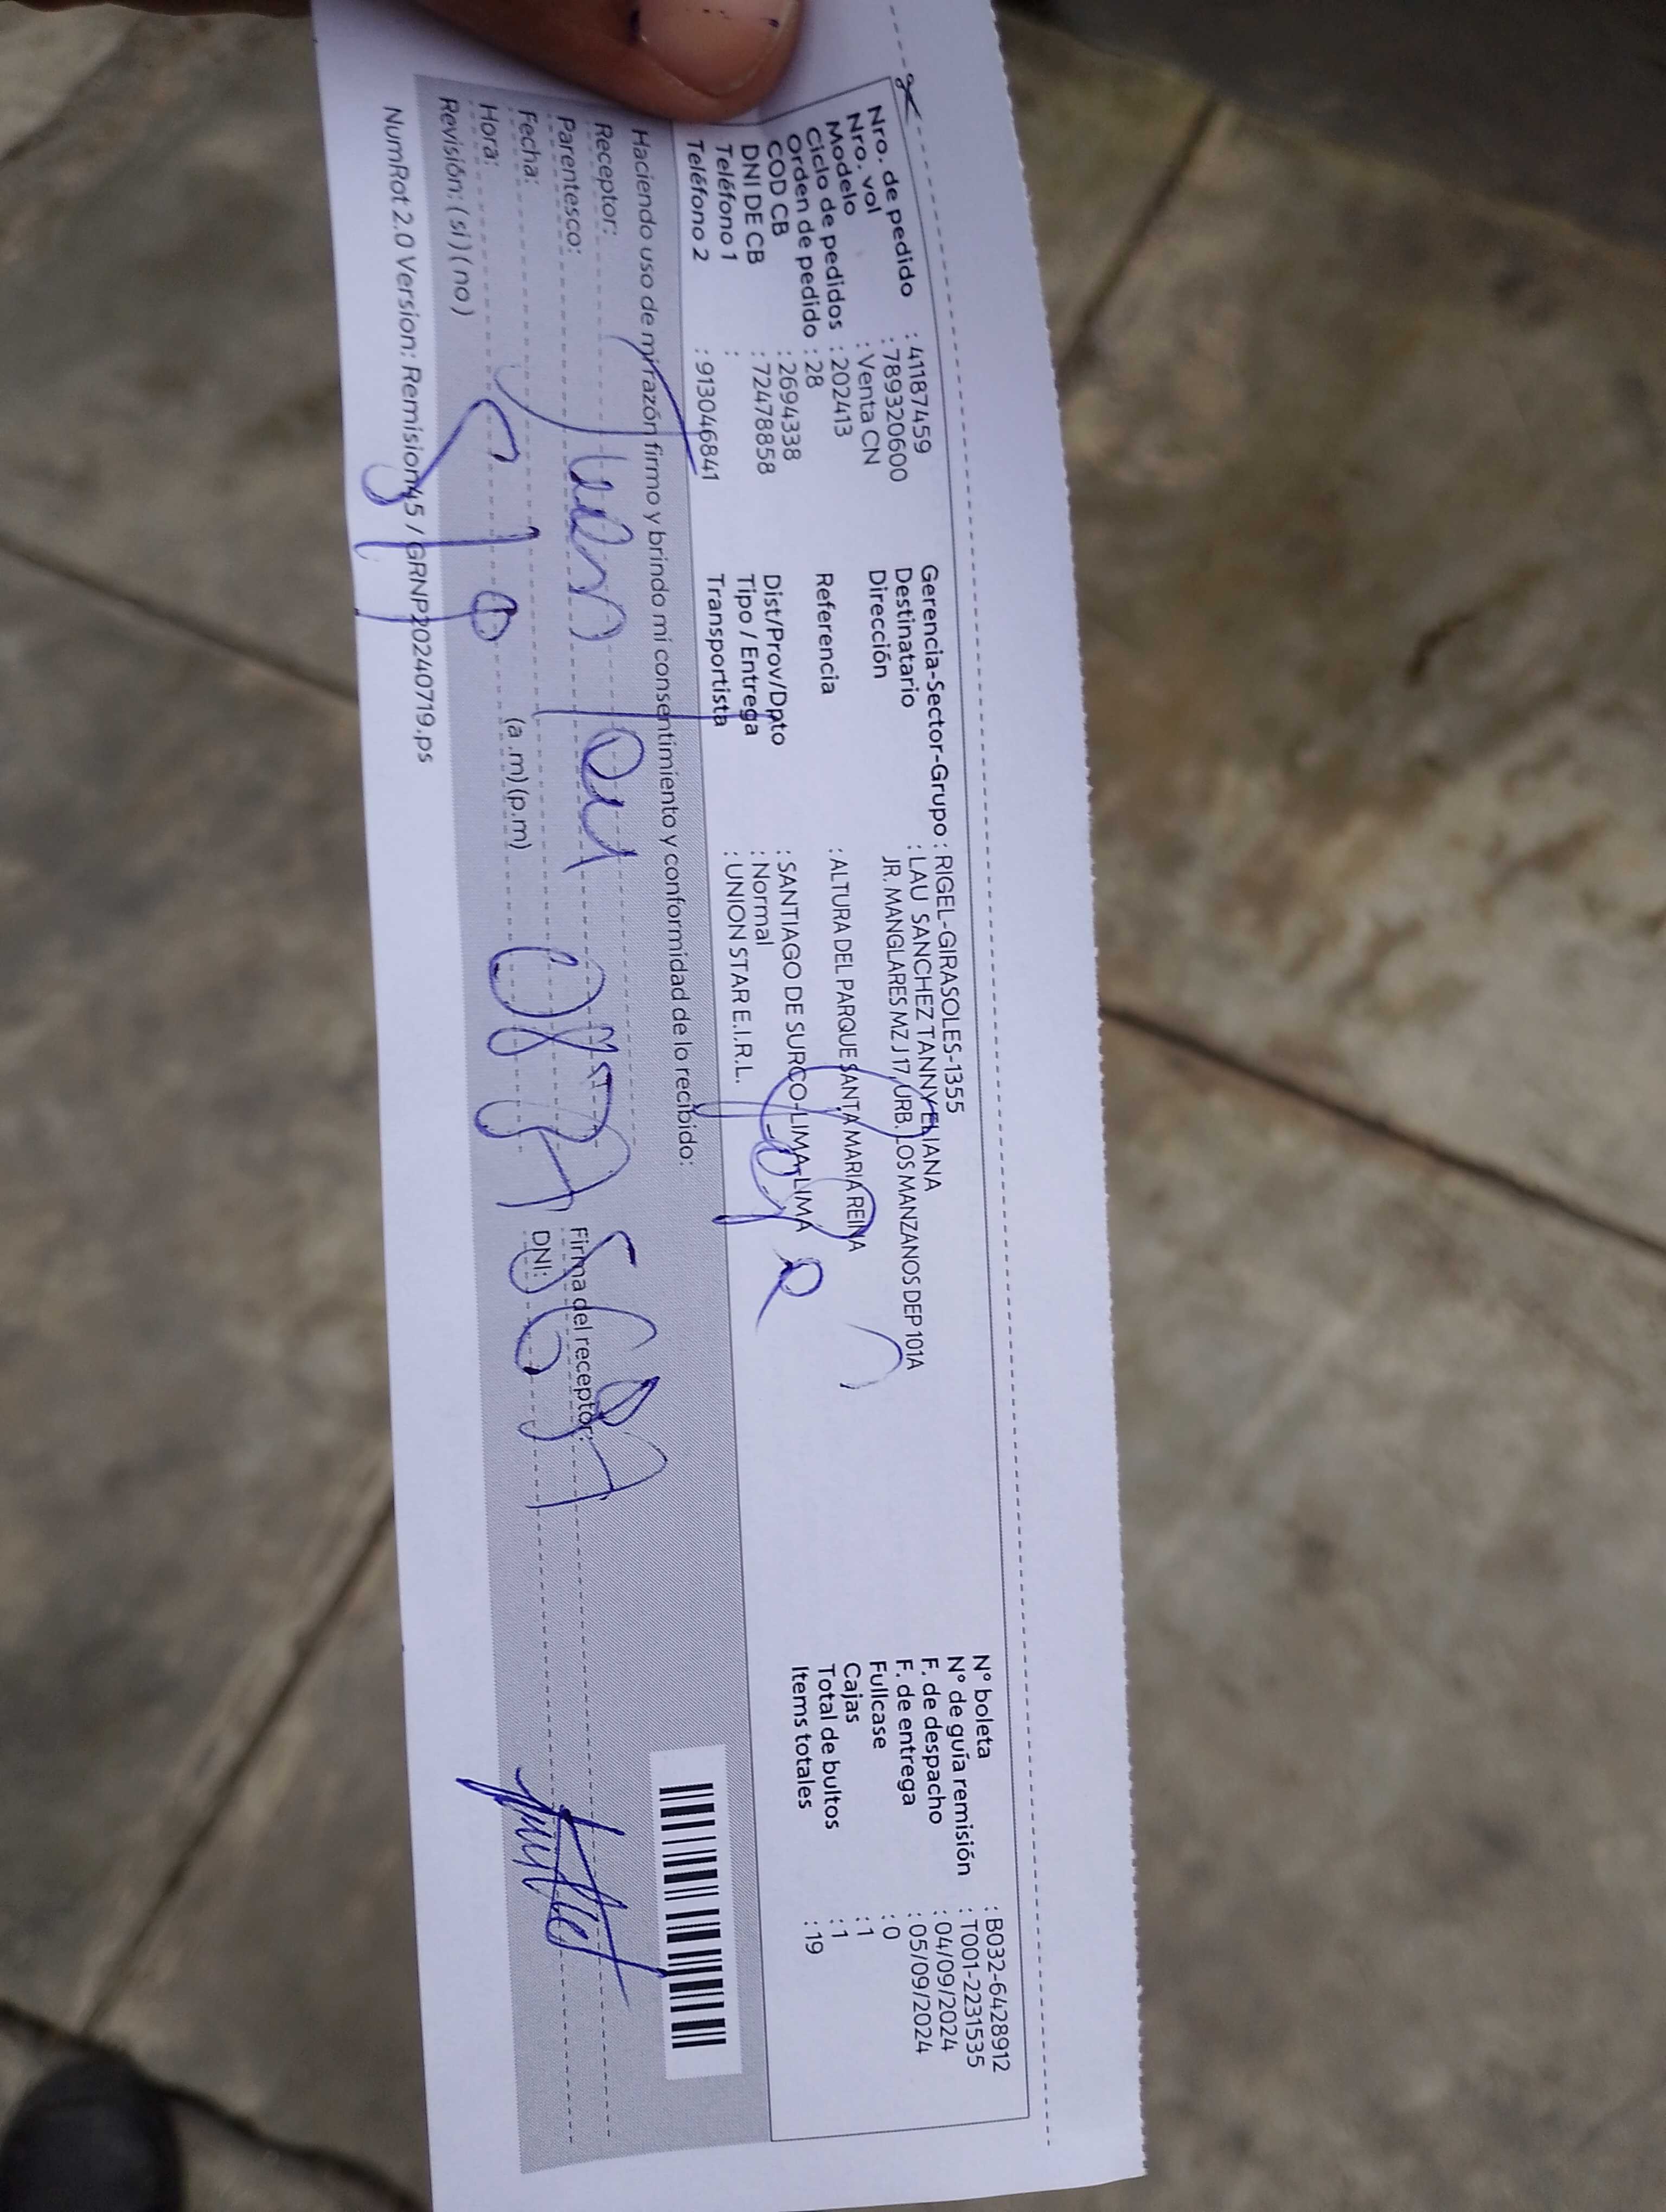 Nro. de pedido : 41187459
Nro. vol : 789320600
Modelo : Venta CN
Ciclo de pedidos : 202413
Orden de pedido : 28
COD CB : 2694338
DNI DE CB : 72478858
Teléfono 1 :
Teléfono 2 : 913046841
Gerencia-Sector-Grupo : RIGEL-GIRASOLES-1355
Destinatario : LAU SANCHEZ TANNY ELIANA
Dirección JR. MANGLARES MZ J 17, URB. LOS MANZANOS DEP 101A
Referencia : ALTURA DEL PARQUE SANTA MARIA REINA
Dist/Prov/Dpto : SANTIAGO DE SURCO-LIMA-LIMA
Tipo / Entrega : Normal
Transportista : UNION STAR E.I.R.L.
N° boleta : B032-6428912
N° de guía remisión : T001-2231535
F. de despacho : 04/09/2024
F. de entrega : 05/09/2024
Fullcase : 0
Cajas : 1
Total de bultos : 1
Items totales : 19
Haciendo uso de mi razón firmo y brindo mi consentimiento y conformidad de lo recibido:
Receptor:
Parentesco:
Fecha:
Hora: (a.m) (p.m)
Revisión: (si) (no)
Firma del receptor:
DNI:
NumRot 2.0 Version: Remision45 / GRNP20240719.ps